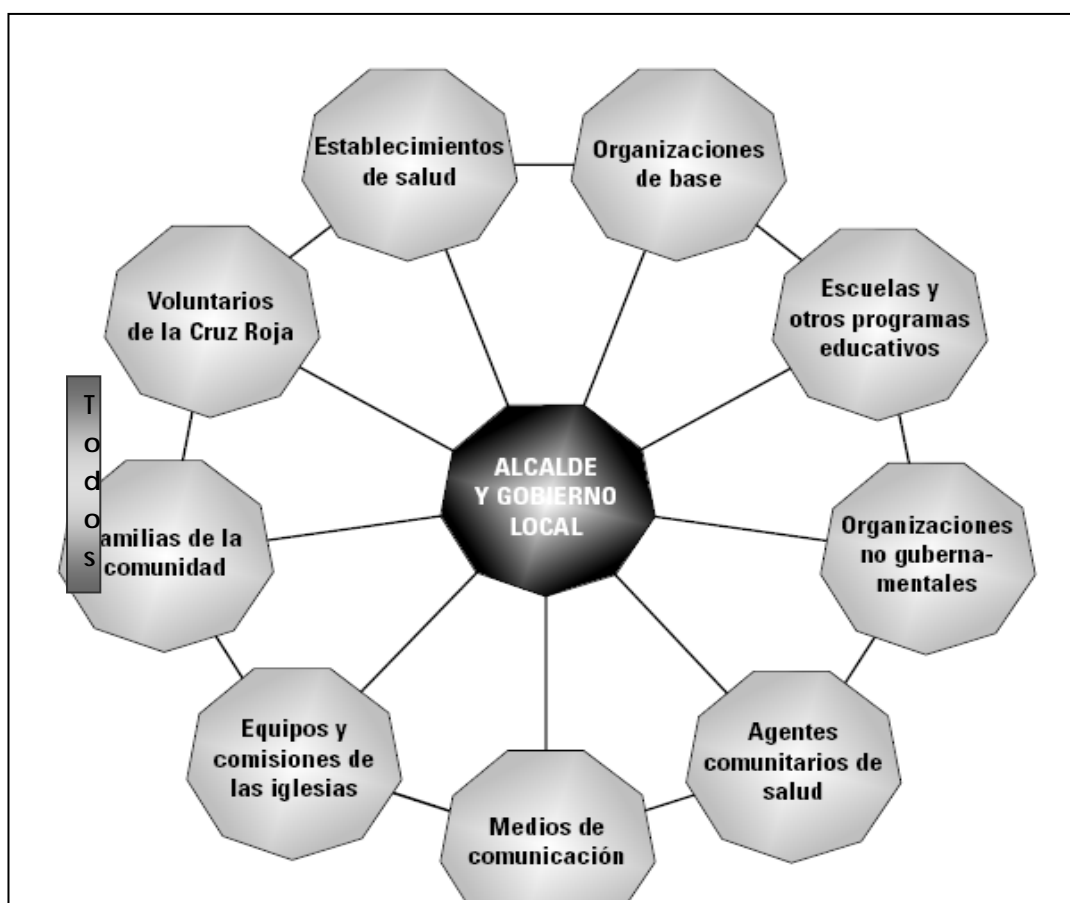 Establecimientos
de salud
Organizaciones
de base
Voluntarios
de la Cruz Roja
Escuelas y
otros programas
educativos
Todos
ALCALDE
Y GOBIERNO
LOCAL
amilias de la
comunidad
Organizaciones
no guberna-
mentales
Equipos y
comisiones de
las iglesias
Agentes
comunitarios de
salud
Medios de
comunicación